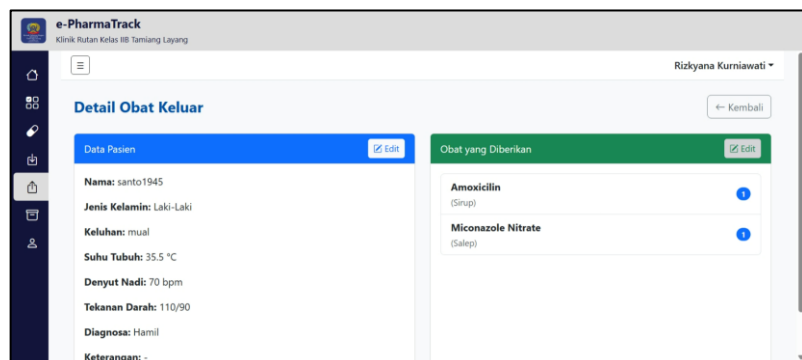 e-PharmaTrack
Klinik Rutan Kelas IIB Tamiang Layang
Rizkyana Kurniawati
Detail Obat Keluar
← Kembali
Data Pasien
Edit
Nama: santo1945
Jenis Kelamin: Laki-Laki
Keluhan: mual
Suhu Tubuh: 35.5 °C
Denyut Nadi: 70 bpm
Tekanan Darah: 110/90
Diagnosa: Hamil
Keterangan: -
Obat yang Diberikan
Edit
Amoxicilin
(Sirup)
1
Miconazole Nitrate
(Salep)
1